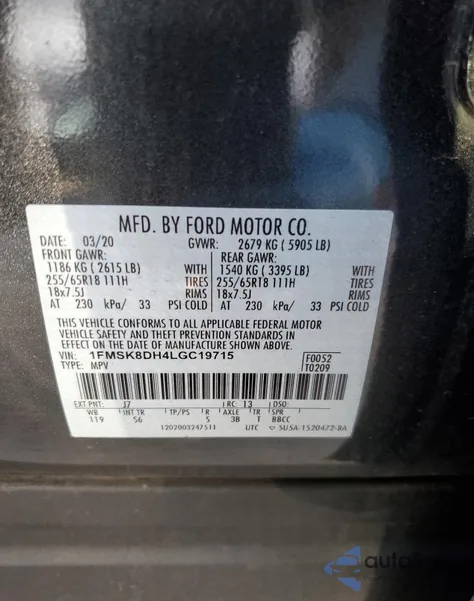 MFD. BY FORD MOTOR CO.
DATE: 03/20 GVWR: 2679 KG ( 5905 LB)
FRONT GAWR: REAR GAWR:
1186 KG ( 2615 LB) WITH 1540 KG ( 3395 LB) WITH
255/65R18 111H TIRES 255/65R18 111H TIRES
18x7.5J RIMS 18x7.5J RIMS
AT 230 kPa/ 33 PSI COLD AT 230 kPa/ 33 PSI COLD
THIS VEHICLE CONFORMS TO ALL APPLICABLE FEDERAL MOTOR
VEHICLE SAFETY AND THEFT PREVENTION STANDARDS IN
EFFECT ON THE DATE OF MANUFACTURE SHOWN ABOVE.
VIN: 1FMSK8DH4LGC19715 F0052
TYPE: MPV T0209
EXT PNT: J7 RC: 13 DSO:
WB INT TR TP/PS R AXLE TR SPR
119 S6 5 3B T BBCC
1202003247511 UTC 5U5A-1520472-BA